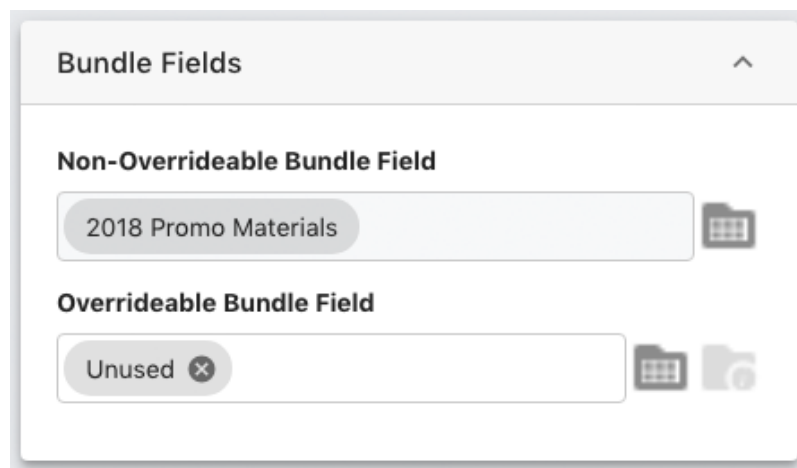 Bundle Fields
Non-Overrideable Bundle Field
2018 Promo Materials
Overrideable Bundle Field
Unused